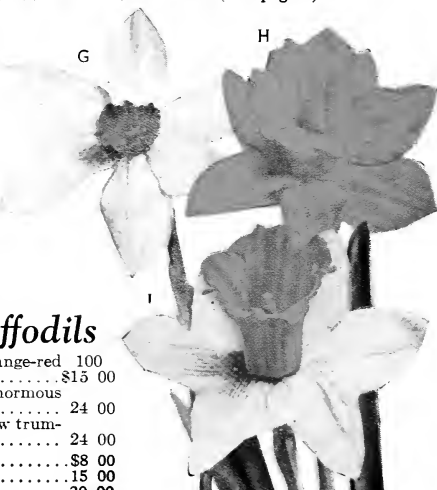 G
H
I
ffodils
ange-red 100
........$15 00
normous
........ 24 00
w trum-
........ 24 00
........$8 00
........ 15 00